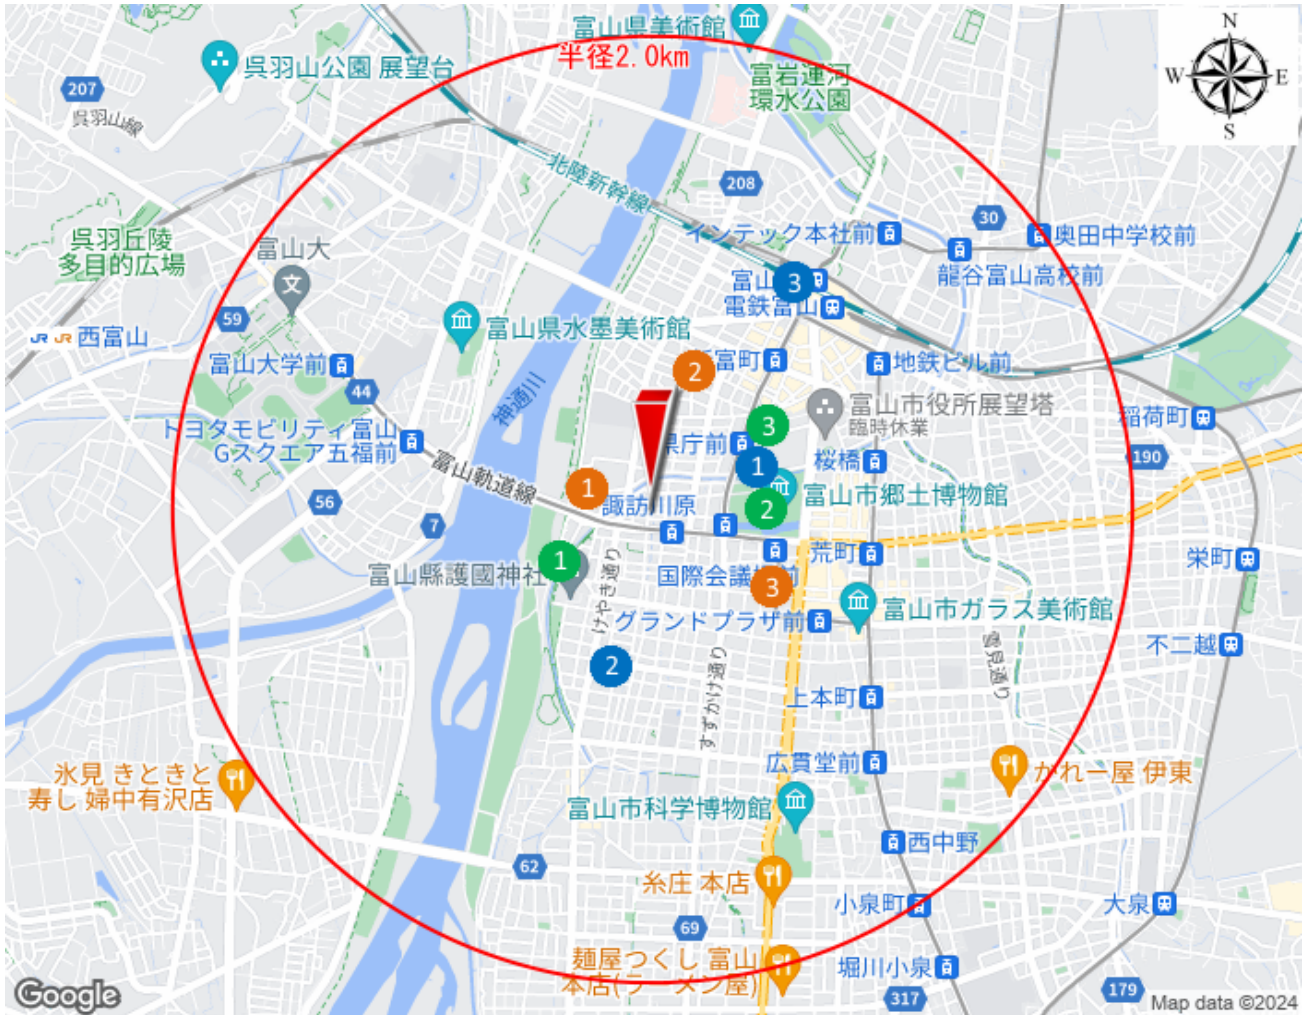 富山県美術館
半径2.0km
N
W
E
S
呉羽山公園 展望台
富岩運河
環水公園
207
呉羽山線
北陸新幹線
208
30
インテック本社前
奥田中学校前
呉羽丘陵
多目的広場
富山大
文
龍谷富山高校前
富山
3
電鉄富山
59
富山県水墨美術館
JR JR 西富山
富山大学前
富町
地鉄ビル前
2
44
神通川
富山市役所展望塔
臨時休業
稲荷町
トヨタモビリティ富山
Gスクエア五福前
3
県庁前
桜橋
190
1
富山軌道線
1
諏訪川原
富山市郷土博物館
2
56
7
荒町
栄町
1
富山縣護國神社
けやき通り
国際会議場前
3
グランドプラザ前
富山市ガラス美術館
不二越
2
雪見通り
すずかけ通り
上本町
広貫堂前
氷見 きときと
寿し 婦中有沢店
かれー屋 伊東
富山市科学博物館
西中野
62
糸庄 本店
小泉町
大泉
69
麺屋つくし 富山
本店(ラーメン屋)
堀川小泉
317
179
Google
Map data ©2024